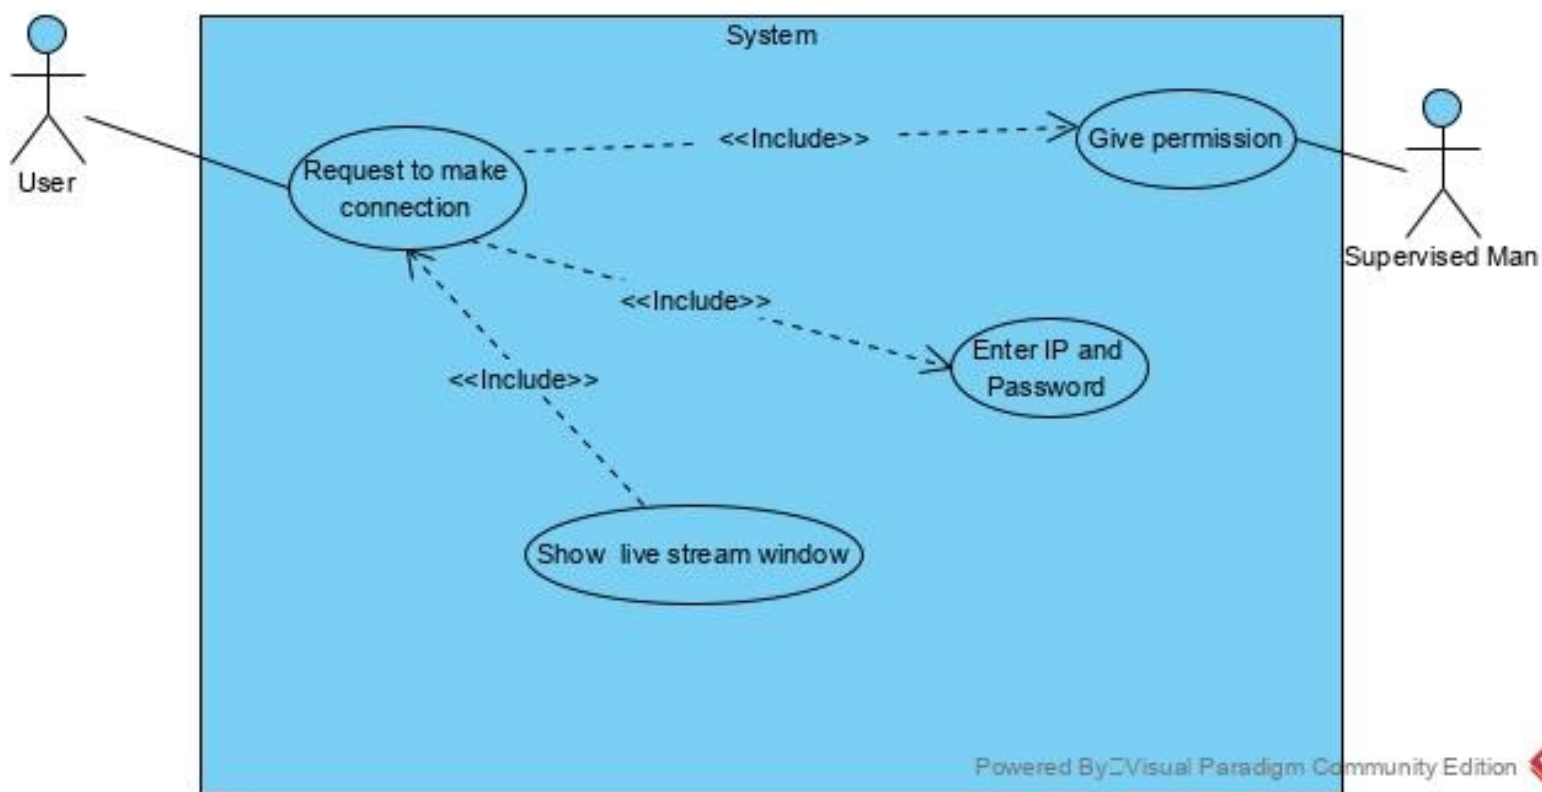 System
User
Request to make
connection
<<Include>>
Give permission
Supervised Man
<<Include>>
Enter IP and
Password
<<Include>>
Show  live stream window
Powered By Visual Paradigm Community Edition